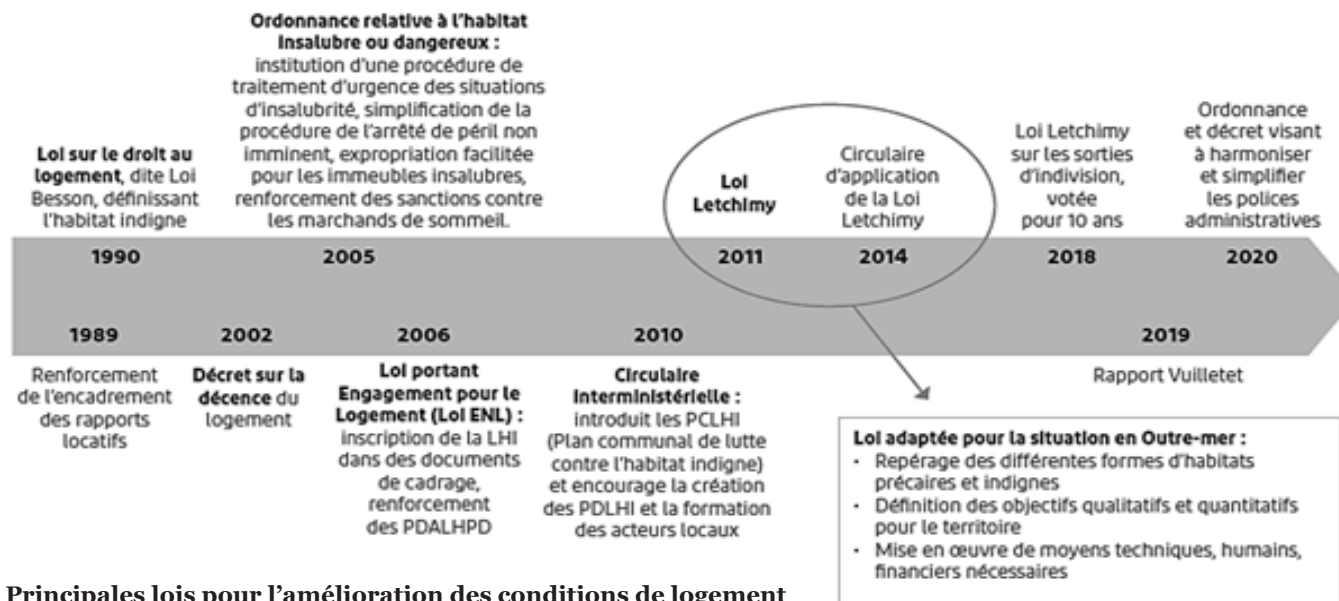 Ordonnance relative à l'habitat
Insalubre ou dangereux :
institution d'une procédure de
traitement d'urgence des situations
d'insalubrité, simplification de la
procédure de l'arrêté de péril non
imminent, expropriation facilitée
pour les immeubles insalubres,
renforcement des sanctions contre
les marchands de sommeil.
Loi sur le droit au
logement, dite Loi
Besson, définissant
l'habitat indigne
Loi
Letchimy
Circulaire
d'application
de la Loi
Letchimy
Loi Letchimy
sur les sorties
d'indivision,
votée
pour 10 ans
Ordonnance
et décret visant
à harmoniser
et simplifier
les polices
administratives
1990 2005 2011 2014 2018 2020
1989 2002 2006 2010 2019
Renforcement
de l'encadrement
des rapports
locatifs
Décret sur la
décence du
logement
Loi portant
Engagement pour le
Logement (Loi ENL) :
inscription de la LHI
dans des documents
de cadrage,
renforcement
des PDALHPD
Circulaire
Interministérielle :
introduit les PCLHI
(Plan communal de lutte
contre l'habitat indigne)
et encourage la création
des PDLHI et la formation
des acteurs locaux
Rapport Vuilletet
Loi adaptée pour la situation en Outre-mer :
• Repérage des différentes formes d'habitats
précaires et indignes
• Définition des objectifs qualitatifs et quantitatifs
pour le territoire
• Mise en œuvre de moyens techniques, humains,
financiers nécessaires
Principales lois pour l'amélioration des conditions de logement